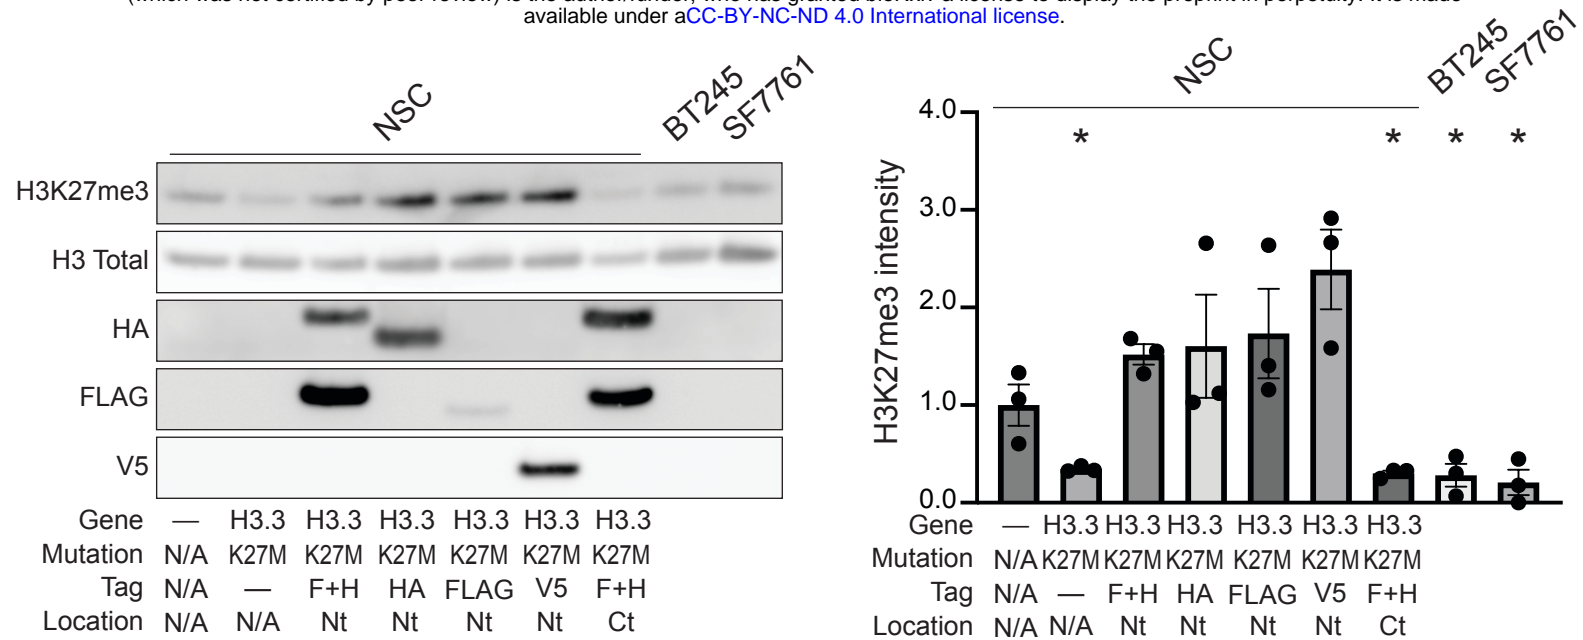 available under aCC-BY-NC-ND 4.0 International license.
NSC
BT245
SF7761
H3K27me3
H3 Total
HA
FLAG
V5
Gene — H3.3 H3.3 H3.3 H3.3 H3.3 H3.3
Mutation N/A K27M K27M K27M K27M K27M K27M
Tag N/A — F+H HA FLAG V5 F+H
Location N/A N/A Nt Nt Nt Nt Ct
NSC
BT245
SF7761
4.0
3.0
2.0
1.0
0.0
H3K27me3 intensity
* * * *
Gene — H3.3 H3.3 H3.3 H3.3 H3.3 H3.3
Mutation N/A K27M K27M K27M K27M K27M K27M
Tag N/A — F+H HA FLAG V5 F+H
Location N/A N/A Nt Nt Nt Nt Ct